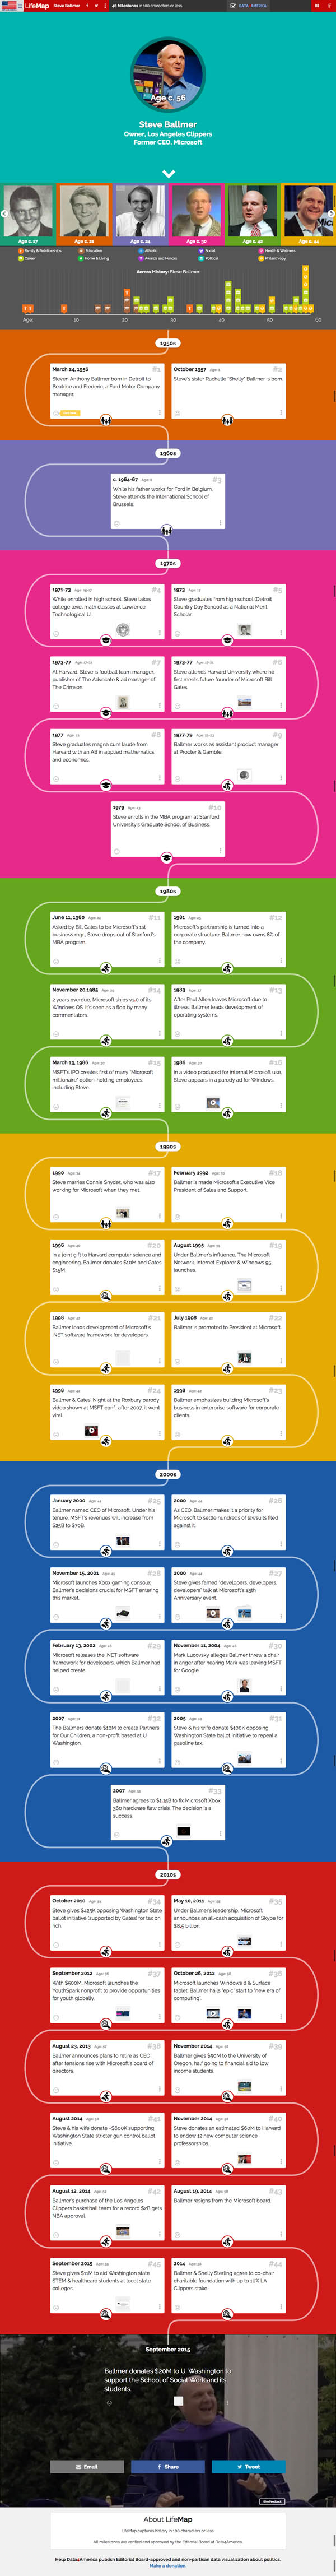 LifeMap Steve Ballmer 46 Milestones in 100 characters or less DATA AMERICA
Age c. 56
Steve Ballmer
Owner, Los Angeles Clippers
Former CEO, Microsoft
Age c. 17 Age c. 21 Age c. 24 Age c. 30 Age c. 42 Age c. 44
Family & Relationships Education Athletic Social Health & Wellness
Career Home & Living Awards and Honors Political Philanthropy
Across History: Steve Ballmer
Age 10 20 30 40 50 60
1950s
March 24, 1956 #1
Steven Anthony Ballmer born in Detroit to
Beatrice and Frederic, a Ford Motor Company
manager.
October 1957 Age 1 #2
Steve's sister Rachelle "Shelly" Ballmer is born.
1960s
c. 1964-67 Age 8 #3
While his father works for Ford in Belgium,
Steve attends the International School of
Brussels.
1970s
1971-73 Age 15-17 #4
While enrolled in high school, Steve takes
college level math classes at Lawrence
Technological U.
1973 Age 17 #5
Steve graduates from high school (Detroit
Country Day School) as a National Merit
Scholar.
1973-77 Age 17-21 #7
At Harvard, Steve is football team manager,
publisher of The Advocate & ad manager of
The Crimson.
1973-77 Age 17-21 #6
Steve attends Harvard University where he
first meets future founder of Microsoft Bill
Gates.
1977 Age 21 #8
Steve graduates magna cum laude from
Harvard with an AB in applied mathematics
and economics.
1977-79 Age 21-23 #9
Ballmer works as assistant product manager
at Procter & Gamble.
1979 Age 23 #10
Steve enrolls in the MBA program at Stanford
University's Graduate School of Business.
1980s
June 11, 1980 Age 24 #11
Asked by Bill Gates to be Microsoft's 1st
business mgr., Steve drops out of Stanford's
MBA program
1981 Age 25 #12
Microsoft's partnership is turned into a
corporate structure; Ballmer now owns 8% of
the company.
November 20,1985 Age 29 #14
2 years overdue, Microsoft ships v1.0 of its
Windows OS. It's seen as a flop by many
commentators.
1983 Age 27 #13
After Paul Allen leaves Microsoft due to
illness, Ballmer leads development of
operating systems.
March 13, 1986 Age 30 #15
MSFT's IPO creates first of many "Microsoft
millionaire" option-holding employees,
including Steve.
1986 Age 30 #16
In a video produced for internal Microsoft use,
Steve appears in a parody ad for Windows.
1990s
1990 Age 34 #17
Steve marries Connie Snyder, who was also
working for Microsoft when they met.
February 1992 Age 36 #18
Ballmer is made Microsoft's Executive Vice
President of Sales and Support.
1996 Age 40 #20
In a joint gift to Harvard computer science and
engineering, Ballmer donates $10M and Gates
$15M.
August 1995 Age 39 #19
Under Ballmer's influence, The Microsoft
Network, Internet Explorer & Windows 95
launches.
1998 Age 42 #21
Ballmer leads development of Microsoft's
.NET software framework for developers.
July 1998 Age 42 #22
Ballmer is promoted to President at Microsoft.
1998 Age 42 #24
Ballmer & Gates' Night at the Roxbury parody
video shown at MSFT conf.; after 2007, it went
viral.
1998 Age 42 #23
Ballmer emphasizes building Microsoft's
business in enterprise software for corporate
clients.
2000s
January 2000 Age 44 #25
Ballmer named CEO of Microsoft. Under his
tenure, MSFT's revenues will increase from
$25B to $70B.
2000 Age 44 #26
As CEO, Ballmer makes it a priority for
Microsoft to settle hundreds of lawsuits filed
against it.
November 15, 2001 Age 45 #28
Microsoft launches Xbox gaming console;
Ballmer's decisions crucial for MSFT entering
this market.
2000 Age 44 #27
Steve gives famed "developers, developers,
developers" talk at Microsoft's 25th
Anniversary event.
February 13, 2002 Age 46 #29
Microsoft releases the .NET software
framework for developers, which Ballmer had
helped create.
November 11, 2004 Age 48 #30
Mark Lucovsky alleges Ballmer threw a chair
in anger after hearing Mark was leaving MSFT
for Google.
2007 Age 51 #32
The Ballmers donate $10M to create Partners
for Our Children, a non-profit based at U.
Washington.
2005 Age 49 #31
Steve & his wife donate ~$100K opposing
Washington State ballot initiative to repeal a
gasoline tax.
2007 Age 51 #33
Ballmer agrees to $1.15B to fix Microsoft Xbox
360 hardware flaw crisis. The decision is a
success.
2010s
October 2010 Age 54 #34
Steve gives $425K opposing Washington State
ballot initiative (supported by Gates) for tax on
rich.
May 10, 2011 Age 55 #35
Under Ballmer's leadership, Microsoft
announces an all-cash acquisition of Skype for
$8.5 billion.
September 2012 Age 56 #37
With $500M, Microsoft launches the
YouthSpark nonprofit to provide opportunities
for youth globally.
October 26, 2012 Age 56 #36
Microsoft launches Windows 8 & Surface
tablet; Ballmer hails "epic" start to "new era of
computing".
August 23, 2013 Age 57 #38
Ballmer announces plans to retire as CEO
after tensions rise with Microsoft's board of
directors.
November 2014 Age 58 #39
Ballmer gives $50M to the University of
Oregon, half going to financial aid to low
income students.
August 2014 Age 58 #41
Steve & his wife donate ~$600K supporting
Washington State stricter gun control ballot
initiative.
November 2014 Age 58 #40
Steve donates an estimated $60M to Harvard
to endow 12 new computer science
professorships.
August 12, 2014 Age 58 #42
Ballmer's purchase of the Los Angeles
Clippers basketball team for a record $2B gets
NBA approval.
August 19, 2014 Age 58 #43
Ballmer resigns from the Microsoft board.
September 2015 Age 59 #45
Steve gives $11M to aid Washington state
STEM & healthcare students at local state
colleges.
2014 Age 58 #44
Ballmer & Shelly Sterling agree to co-chair
charitable foundation with up to 10% LA
Clippers stake.
September 2015
Ballmer donates $20M to U. Washington to
support the School of Social Work and its
students.
Email Share Tweet
Give Feedback
About LifeMap
LifeMap captures history in 100 characters or less.
All milestones are verified and approved by the Editorial Board at Data4America
Help Data4America publish Editorial Board-approved and non-partisan data visualization about politics.
Make a donation.